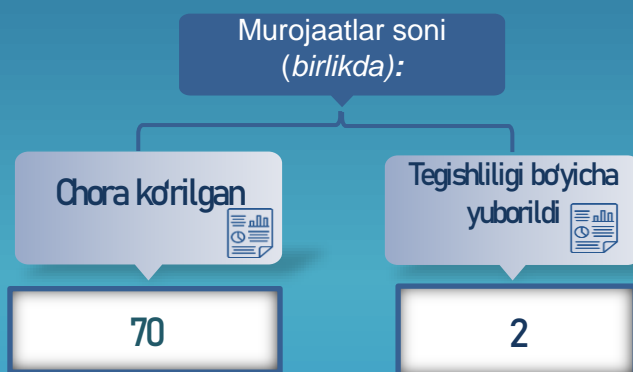 Murojaatlar soni
(birlikda):
Chora ko'rilgan
Tegishliligi bo'yicha
yuborildi
70
2